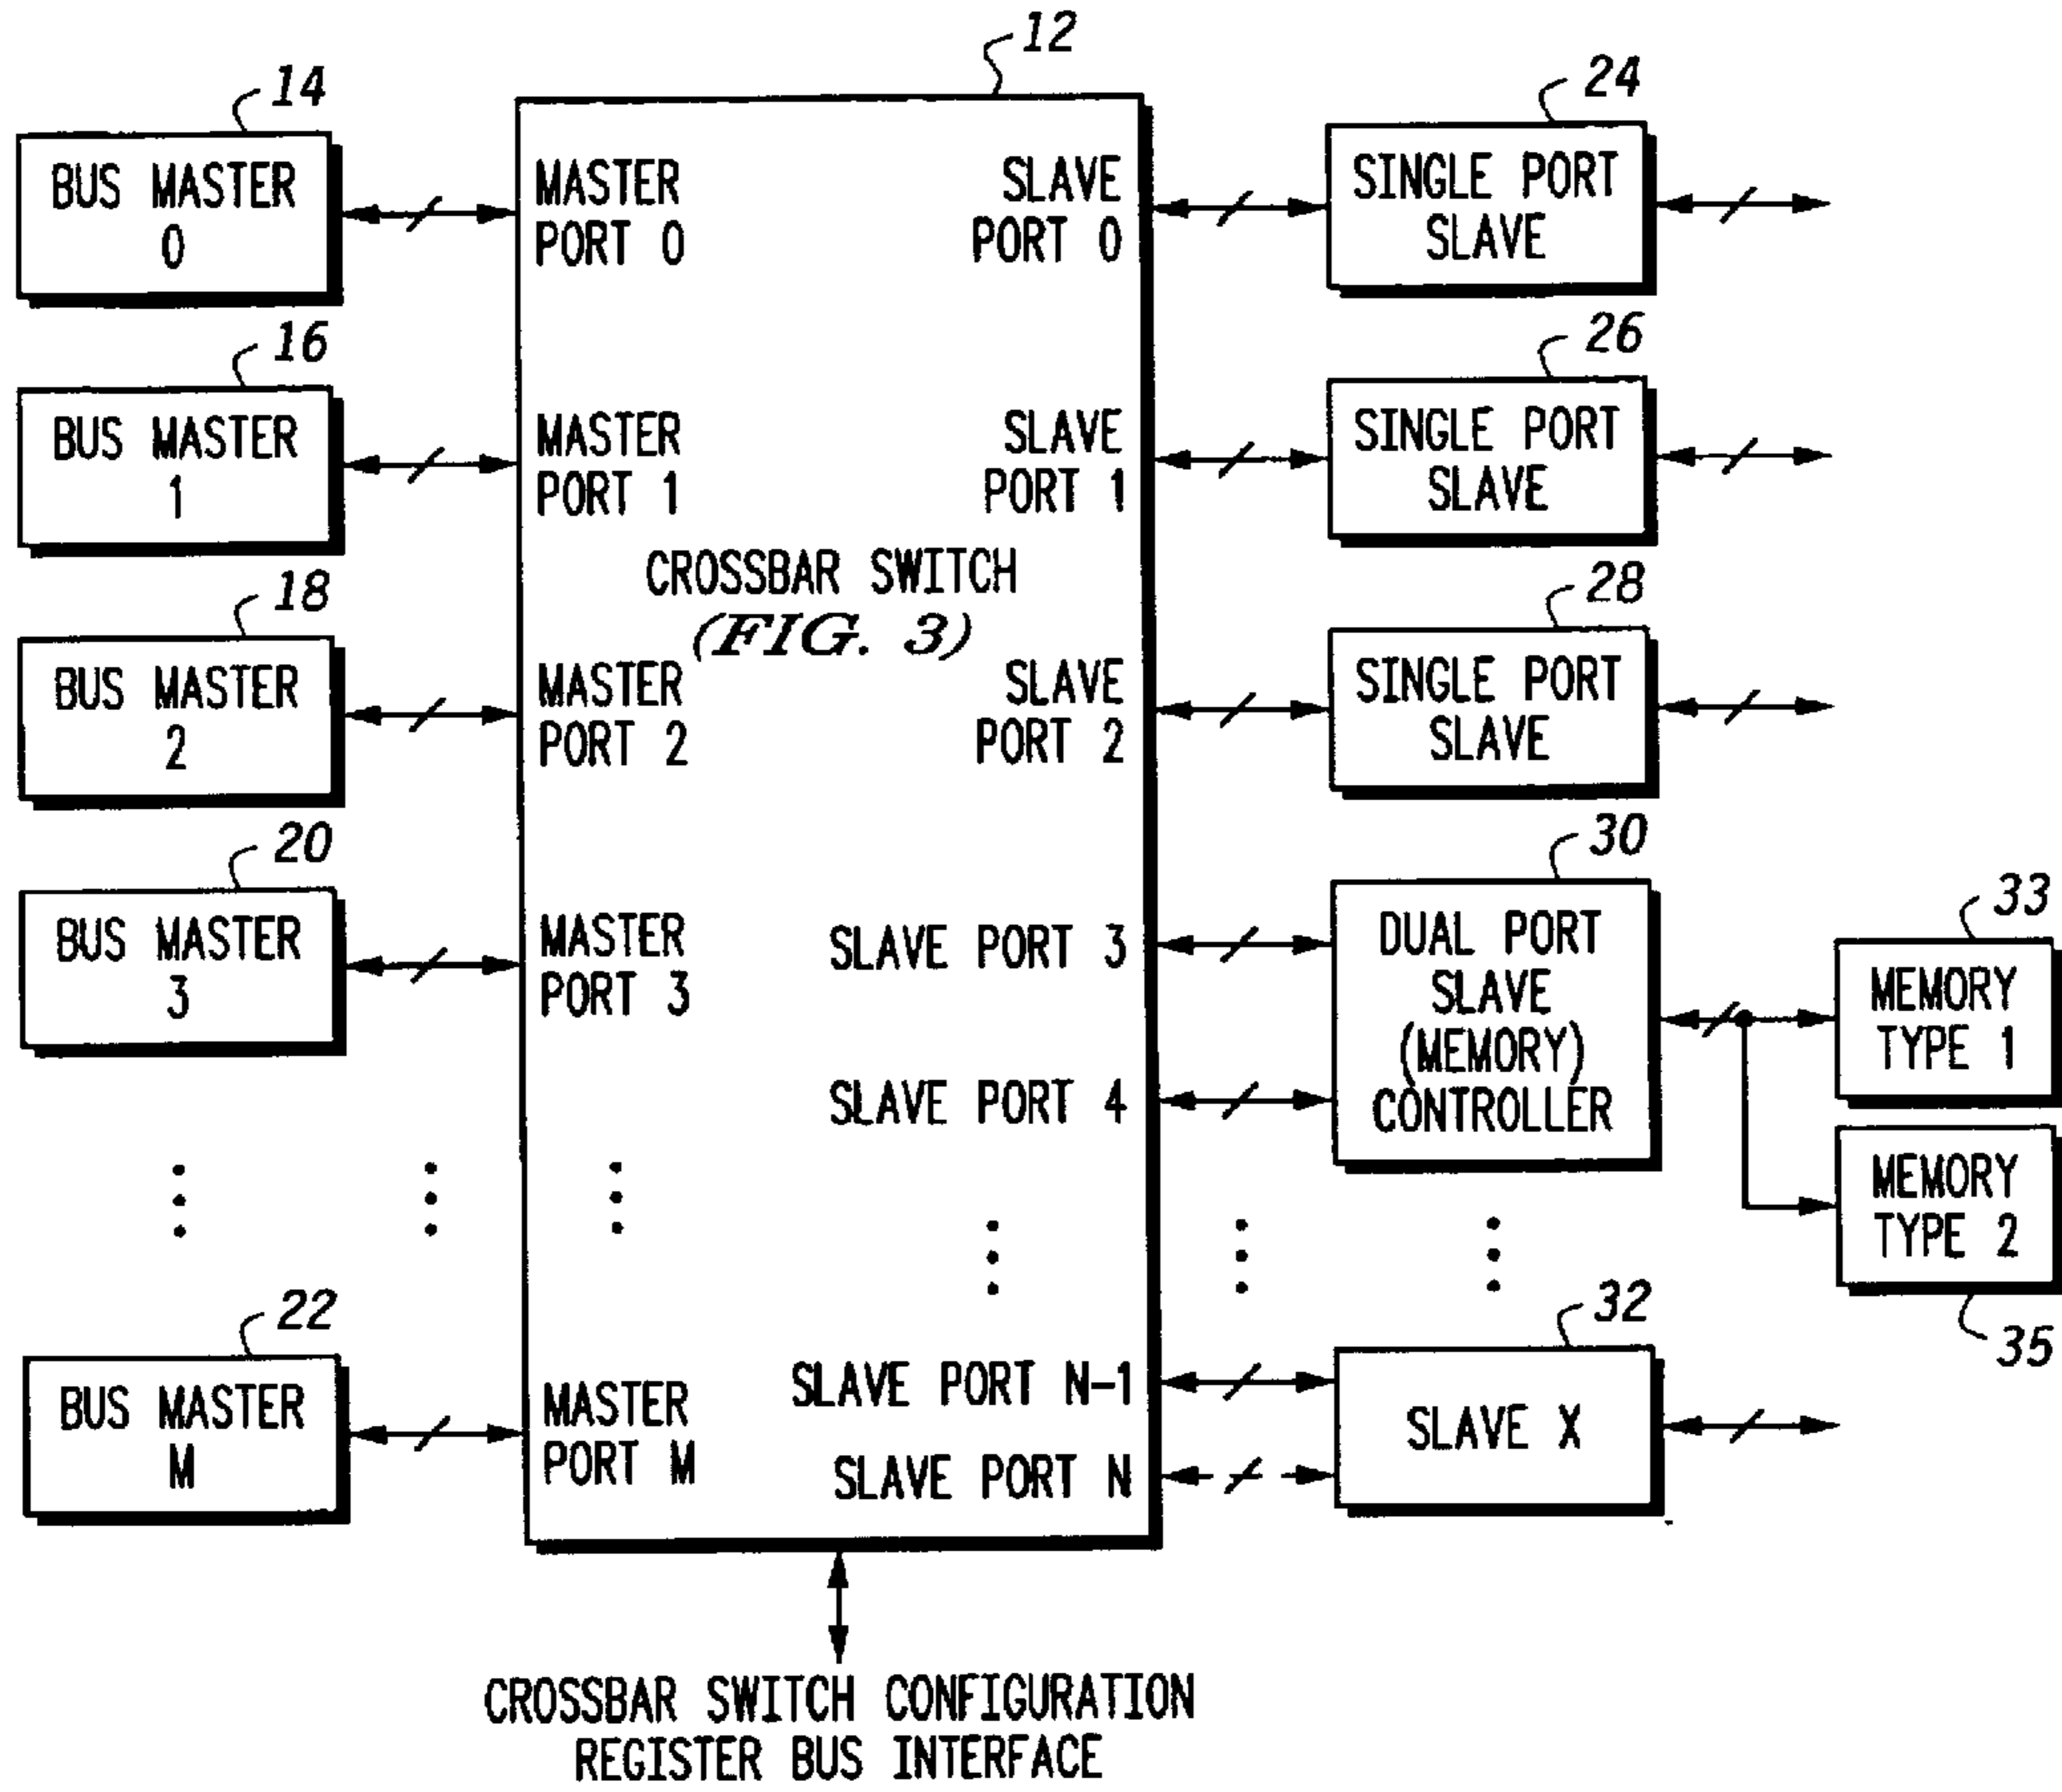 12
14
BUS MASTER
0
16
BUS MASTER
1
18
BUS MASTER
2
20
BUS MASTER
3
22
BUS MASTER
M
MASTER
PORT 0
MASTER
PORT 1
MASTER
PORT 2
MASTER
PORT 3
MASTER
PORT M
CROSSBAR SWITCH
(FIG. 3)
SLAVE
PORT 0
SLAVE
PORT 1
SLAVE
PORT 2
SLAVE PORT 3
SLAVE PORT 4
SLAVE PORT N-1
SLAVE PORT N
24
SINGLE PORT
SLAVE
26
SINGLE PORT
SLAVE
28
SINGLE PORT
SLAVE
30
DUAL PORT
SLAVE
(MEMORY)
CONTROLLER
33
MEMORY
TYPE 1
MEMORY
TYPE 2
35
32
SLAVE X
CROSSBAR SWITCH CONFIGURATION
REGISTER BUS INTERFACE